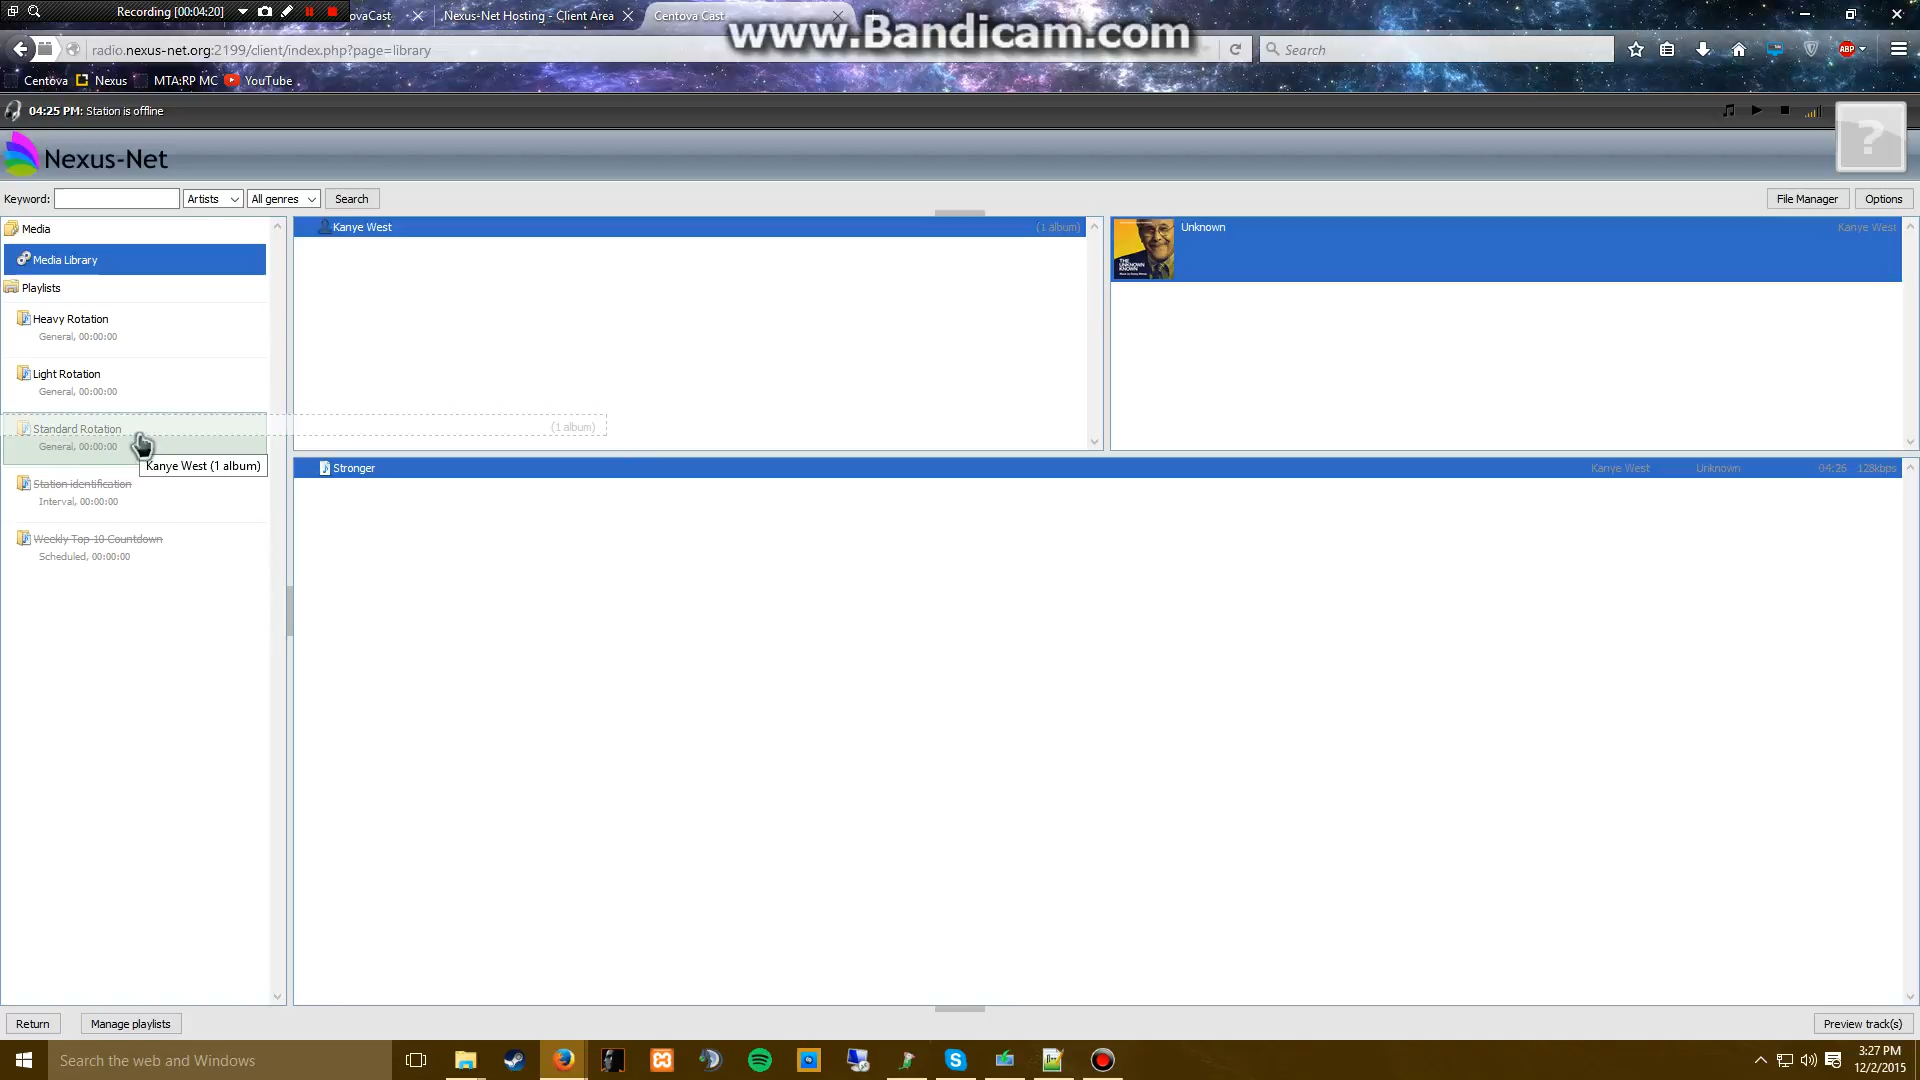 Recording [00:04:20]
ovaCast
Nexus-Net Hosting - Client Area
Centova Cast
www.Bandicam.com
radio.nexus-net.org:2199/client/index.php?page=library
Search
ABP
Centova
Nexus
MTA:RP MC
YouTube
04:25 PM: Station is offline
?
Nexus-Net
Keyword:
Artists
All genres
Search
File Manager
Options
Media
Media Library
Playlists
Heavy Rotation
General, 00:00:00
Light Rotation
General, 00:00:00
Standard Rotation
General, 00:00:00
Station identification
Interval, 00:00:00
Weekly Top 10 Countdown
Scheduled, 00:00:00
Kanye West (1 album)
(1 album)
Kanye West
(1 album)
Unknown
Kanye West
THE UNKNOWN KNOWN
Stronger
Kanye West
Unknown
04:26
128kbps
Return
Manage playlists
Preview track(s)
Search the web and Windows
3:27 PM
12/2/2015